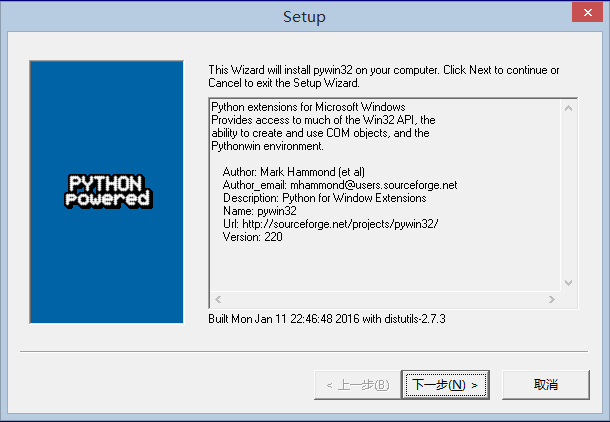 Setup
This Wizard will install pywin32 on your computer. Click Next to continue or
Cancel to exit the Setup Wizard.
Python extensions for Microsoft Windows
Provides access to much of the Win32 API, the
ability to create and use COM objects, and the
Pythonwin environment.
Author: Mark Hammond (et al)
Author_email: mhammond@users.sourceforge.net
Description: Python for Window Extensions
Name: pywin32
Url: http://sourceforge.net/projects/pywin32/
Version: 220
PYTHON
powered
Built Mon Jan 11 22:46:48 2016 with distutils-2.7.3
< 上一步(B)
下一步(N) >
取消